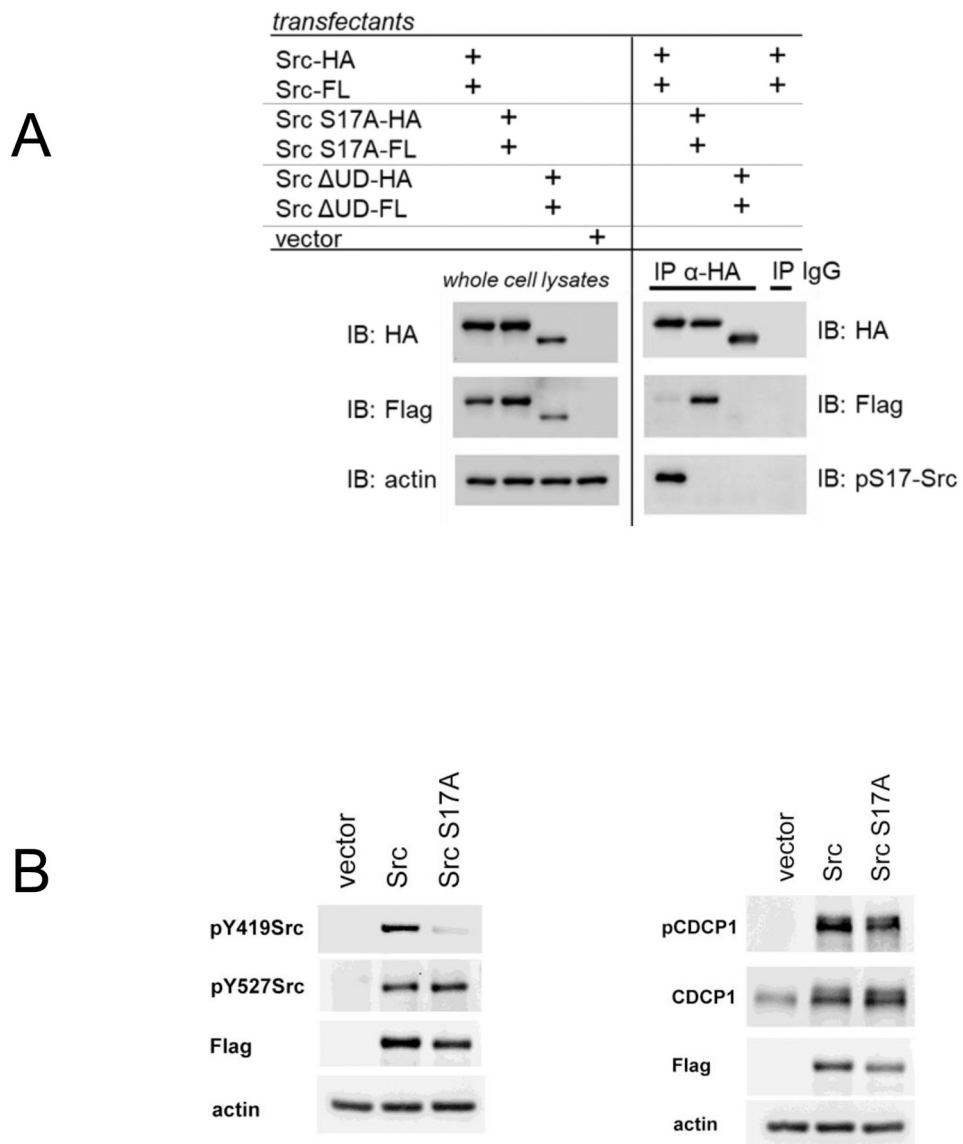 transfectants
A
Src-HA + + +
Src-FL + + +
Src S17A-HA + +
Src S17A-FL + +
Src ΔUD-HA + +
Src ΔUD-FL + +
vector +
whole cell lysates IP α-HA IP IgG
IB: HA IB: HA
IB: Flag IB: Flag
IB: actin IB: pS17-Src
B
vector Src Src S17A
pY419Src
pY527Src
Flag
actin
vector Src Src S17A
pCDCP1
CDCP1
Flag
actin